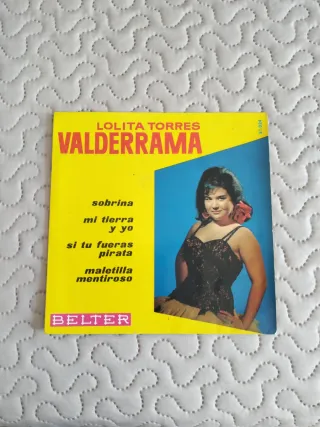 LOLITA TORRES
VALDERRAMA
sobrina
mi tierra
y yo
si tu fueras
pirata
maletilla
mentiroso
BELTER